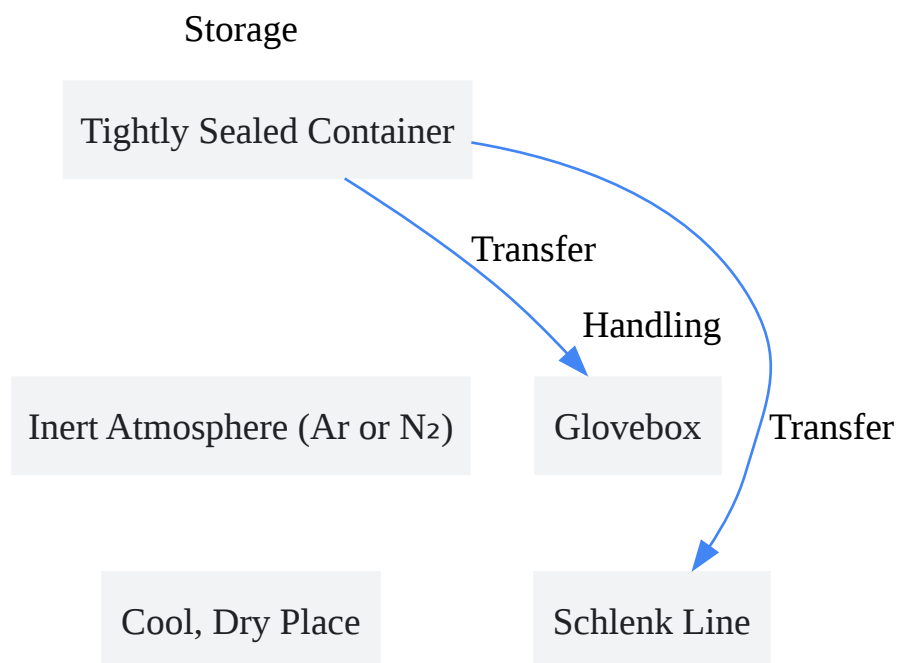 Storage
Tightly Sealed Container
Transfer
Handling
Inert Atmosphere (Ar or N₂)
Glovebox
Transfer
Cool, Dry Place
Schlenk Line